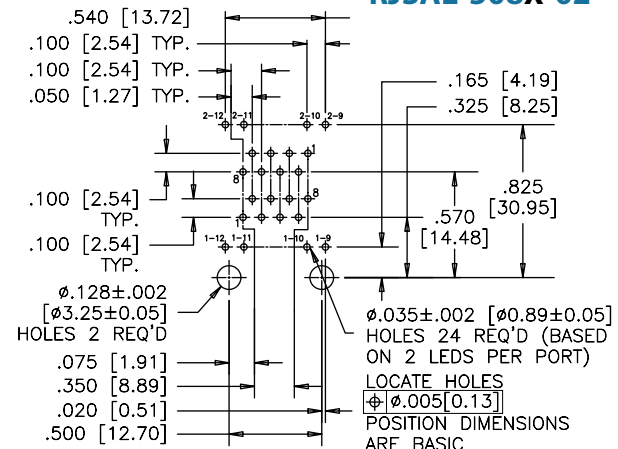 .540 [13.72]
.100 [2.54] TYP.
.100 [2.54] TYP.
.050 [1.27] TYP.
.165 [4.19]
.325 [8.25]
2-12 2-11 2-10 2-9
1
8
8
1
.825
[30.95]
.570
[14.48]
.100 [2.54]
TYP.
.100 [2.54]
TYP.
1-12 1-11 1-10 1-9
ø.128±.002
[ø3.25±0.05]
HOLES 2 REQ'D
ø.035±.002 [ø0.89±0.05]
HOLES 24 REQ'D (BASED
ON 2 LEDS PER PORT)
LOCATE HOLES
⌖ ø.005[0.13]
POSITION DIMENSIONS
ARE BASIC
.075 [1.91]
.350 [8.89]
.020 [0.51]
.500 [12.70]